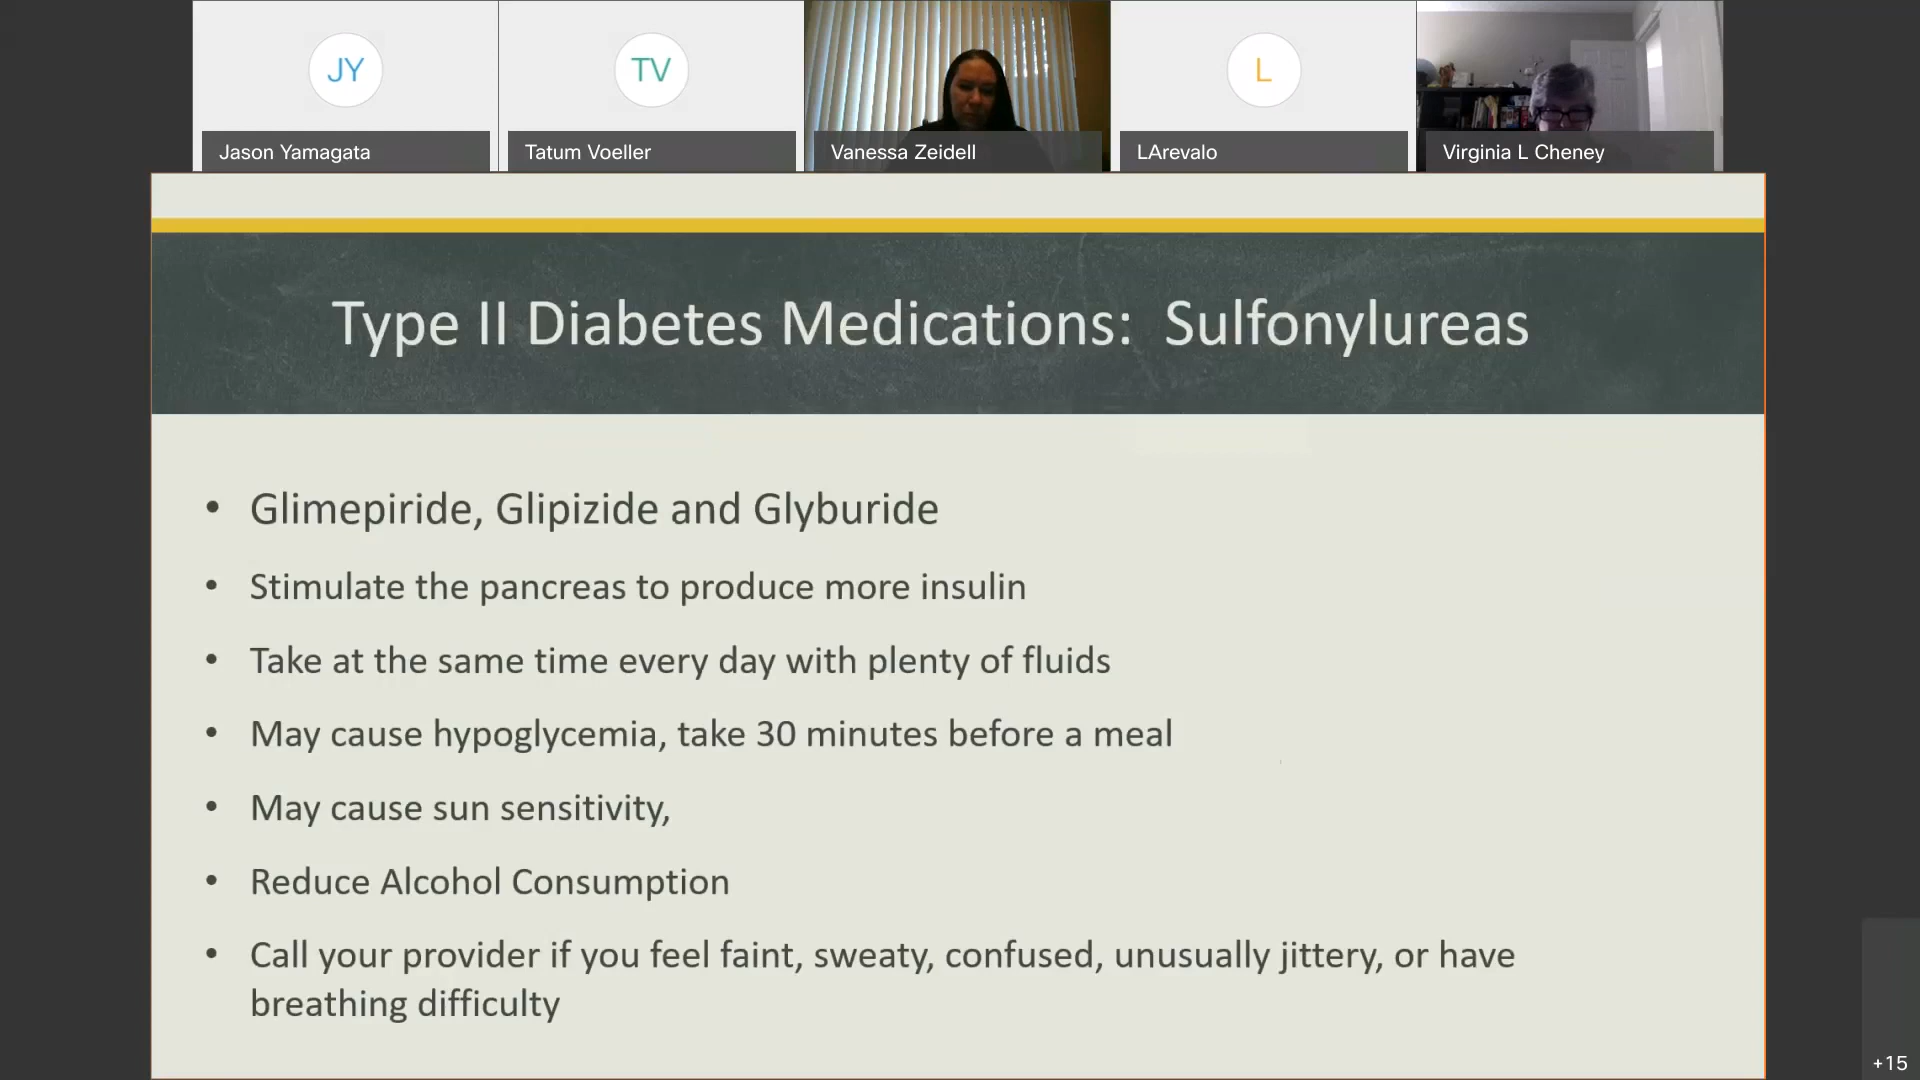 JY
TV
L
Jason Yamagata
Tatum Voeller
Vanessa Zeidell
LArevalo
Virginia L Cheney
Type II Diabetes Medications:  Sulfonylureas
• Glimepiride, Glipizide and Glyburide
• Stimulate the pancreas to produce more insulin
• Take at the same time every day with plenty of fluids
• May cause hypoglycemia, take 30 minutes before a meal
• May cause sun sensitivity,
• Reduce Alcohol Consumption
• Call your provider if you feel faint, sweaty, confused, unusually jittery, or have
breathing difficulty
+15